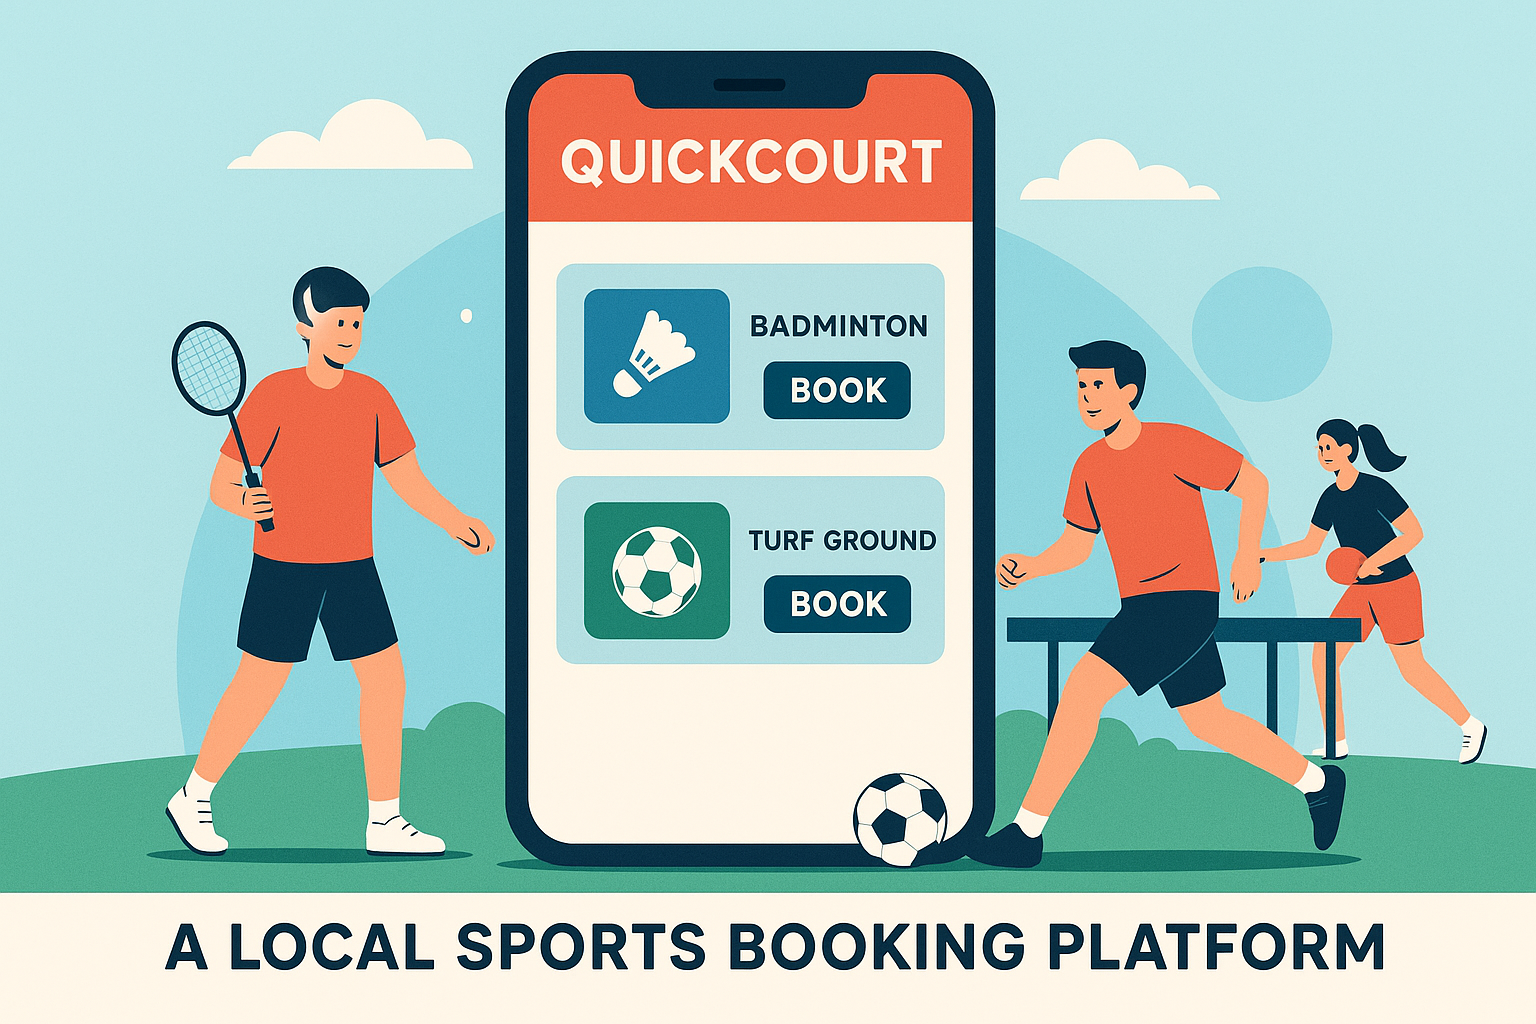 QUICKCOURT
BADMINTON
BOOK
TURF GROUND
BOOK
A LOCAL SPORTS BOOKING PLATFORM